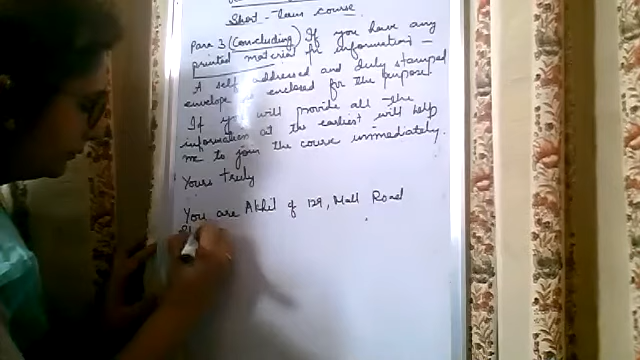 Short-term course
Para 3 (Concluding) If you have any
printed material for information -
A self addressed and duly stamped
envelope is enclosed for the purpose.
If you will provide all the
information at the earliest will help
me to join the course immediately.
Yours truly
You are Akhil of 129, Mall Road